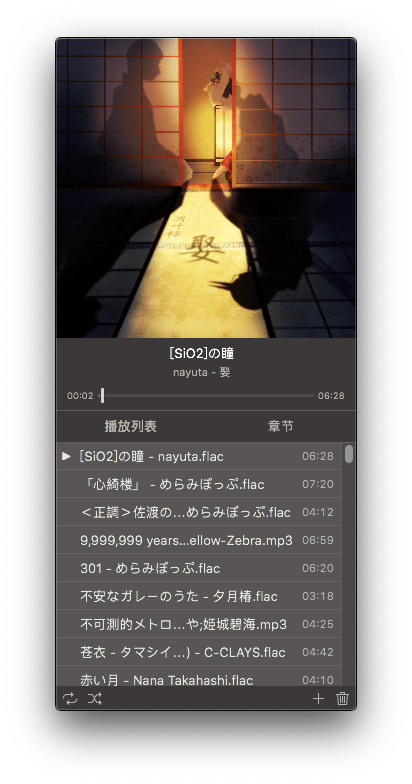 娶
[SiO2]の瞳
nayuta - 娶
00:02 06:28
播放列表 章节
▶ [SiO2]の瞳 - nayuta.flac 06:28
「心綺楼」 - めらみぽっぷ.flac 07:20
＜正調＞佐渡の...めらみぽっぷ.flac 04:12
9,999,999 years...ellow-Zebra.mp3 06:59
301 - めらみぽっぷ.flac 06:20
不安なガレーのうた - 夕月椿.flac 03:18
不可測的メトロ...や;姫城碧海.mp3 04:25
苍衣 - タマシイ...) - C-CLAYS.flac 04:42
赤い月 - Nana Takahashi.flac 04:10